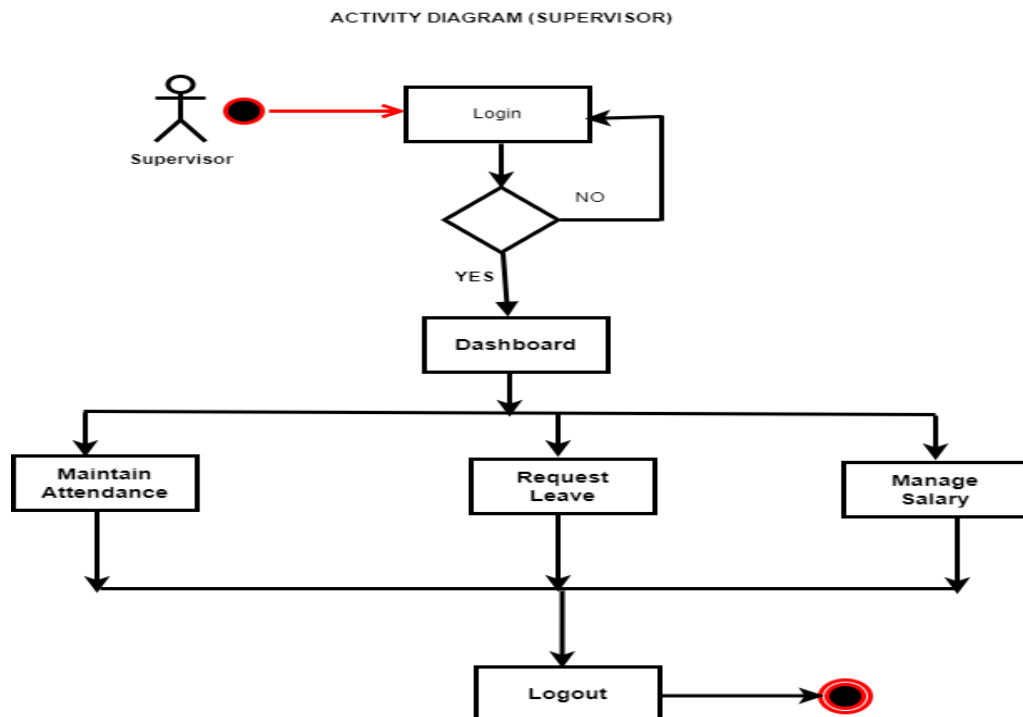 ACTIVITY DIAGRAM (SUPERVISOR)
Login
Supervisor
NO
YES
Dashboard
Maintain
Attendance
Request
Leave
Manage
Salary
Logout